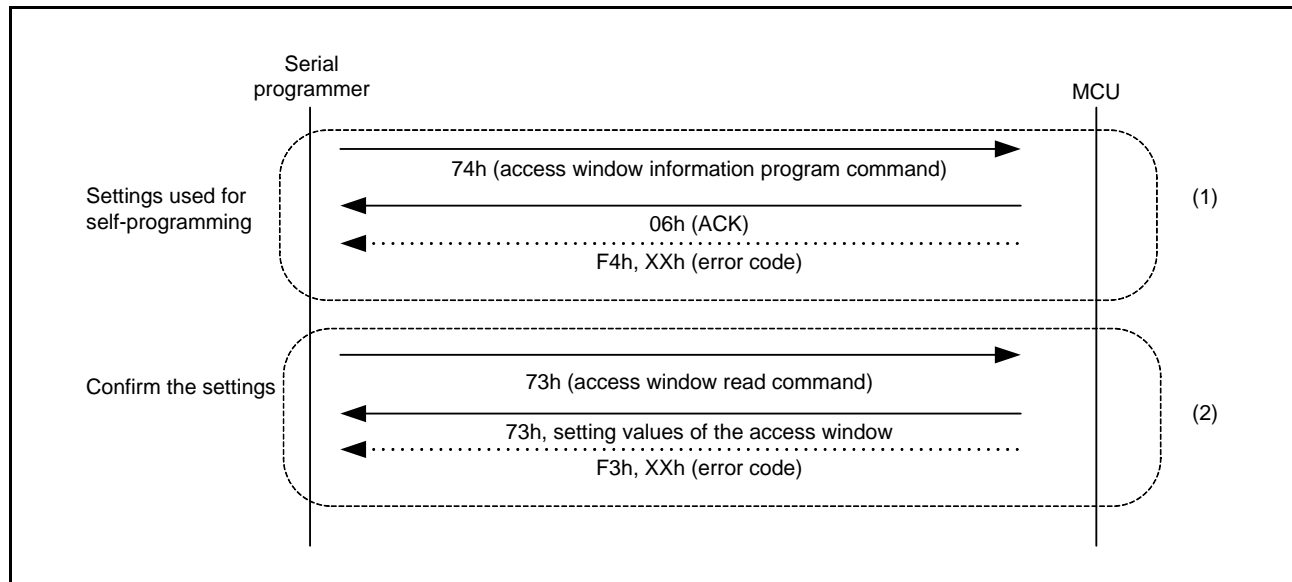 Serial
programmer
MCU
74h (access window information program command)
Settings used for
self-programming
(1)
06h (ACK)
F4h, XXh (error code)
73h (access window read command)
Confirm the settings
(2)
73h, setting values of the access window
F3h, XXh (error code)